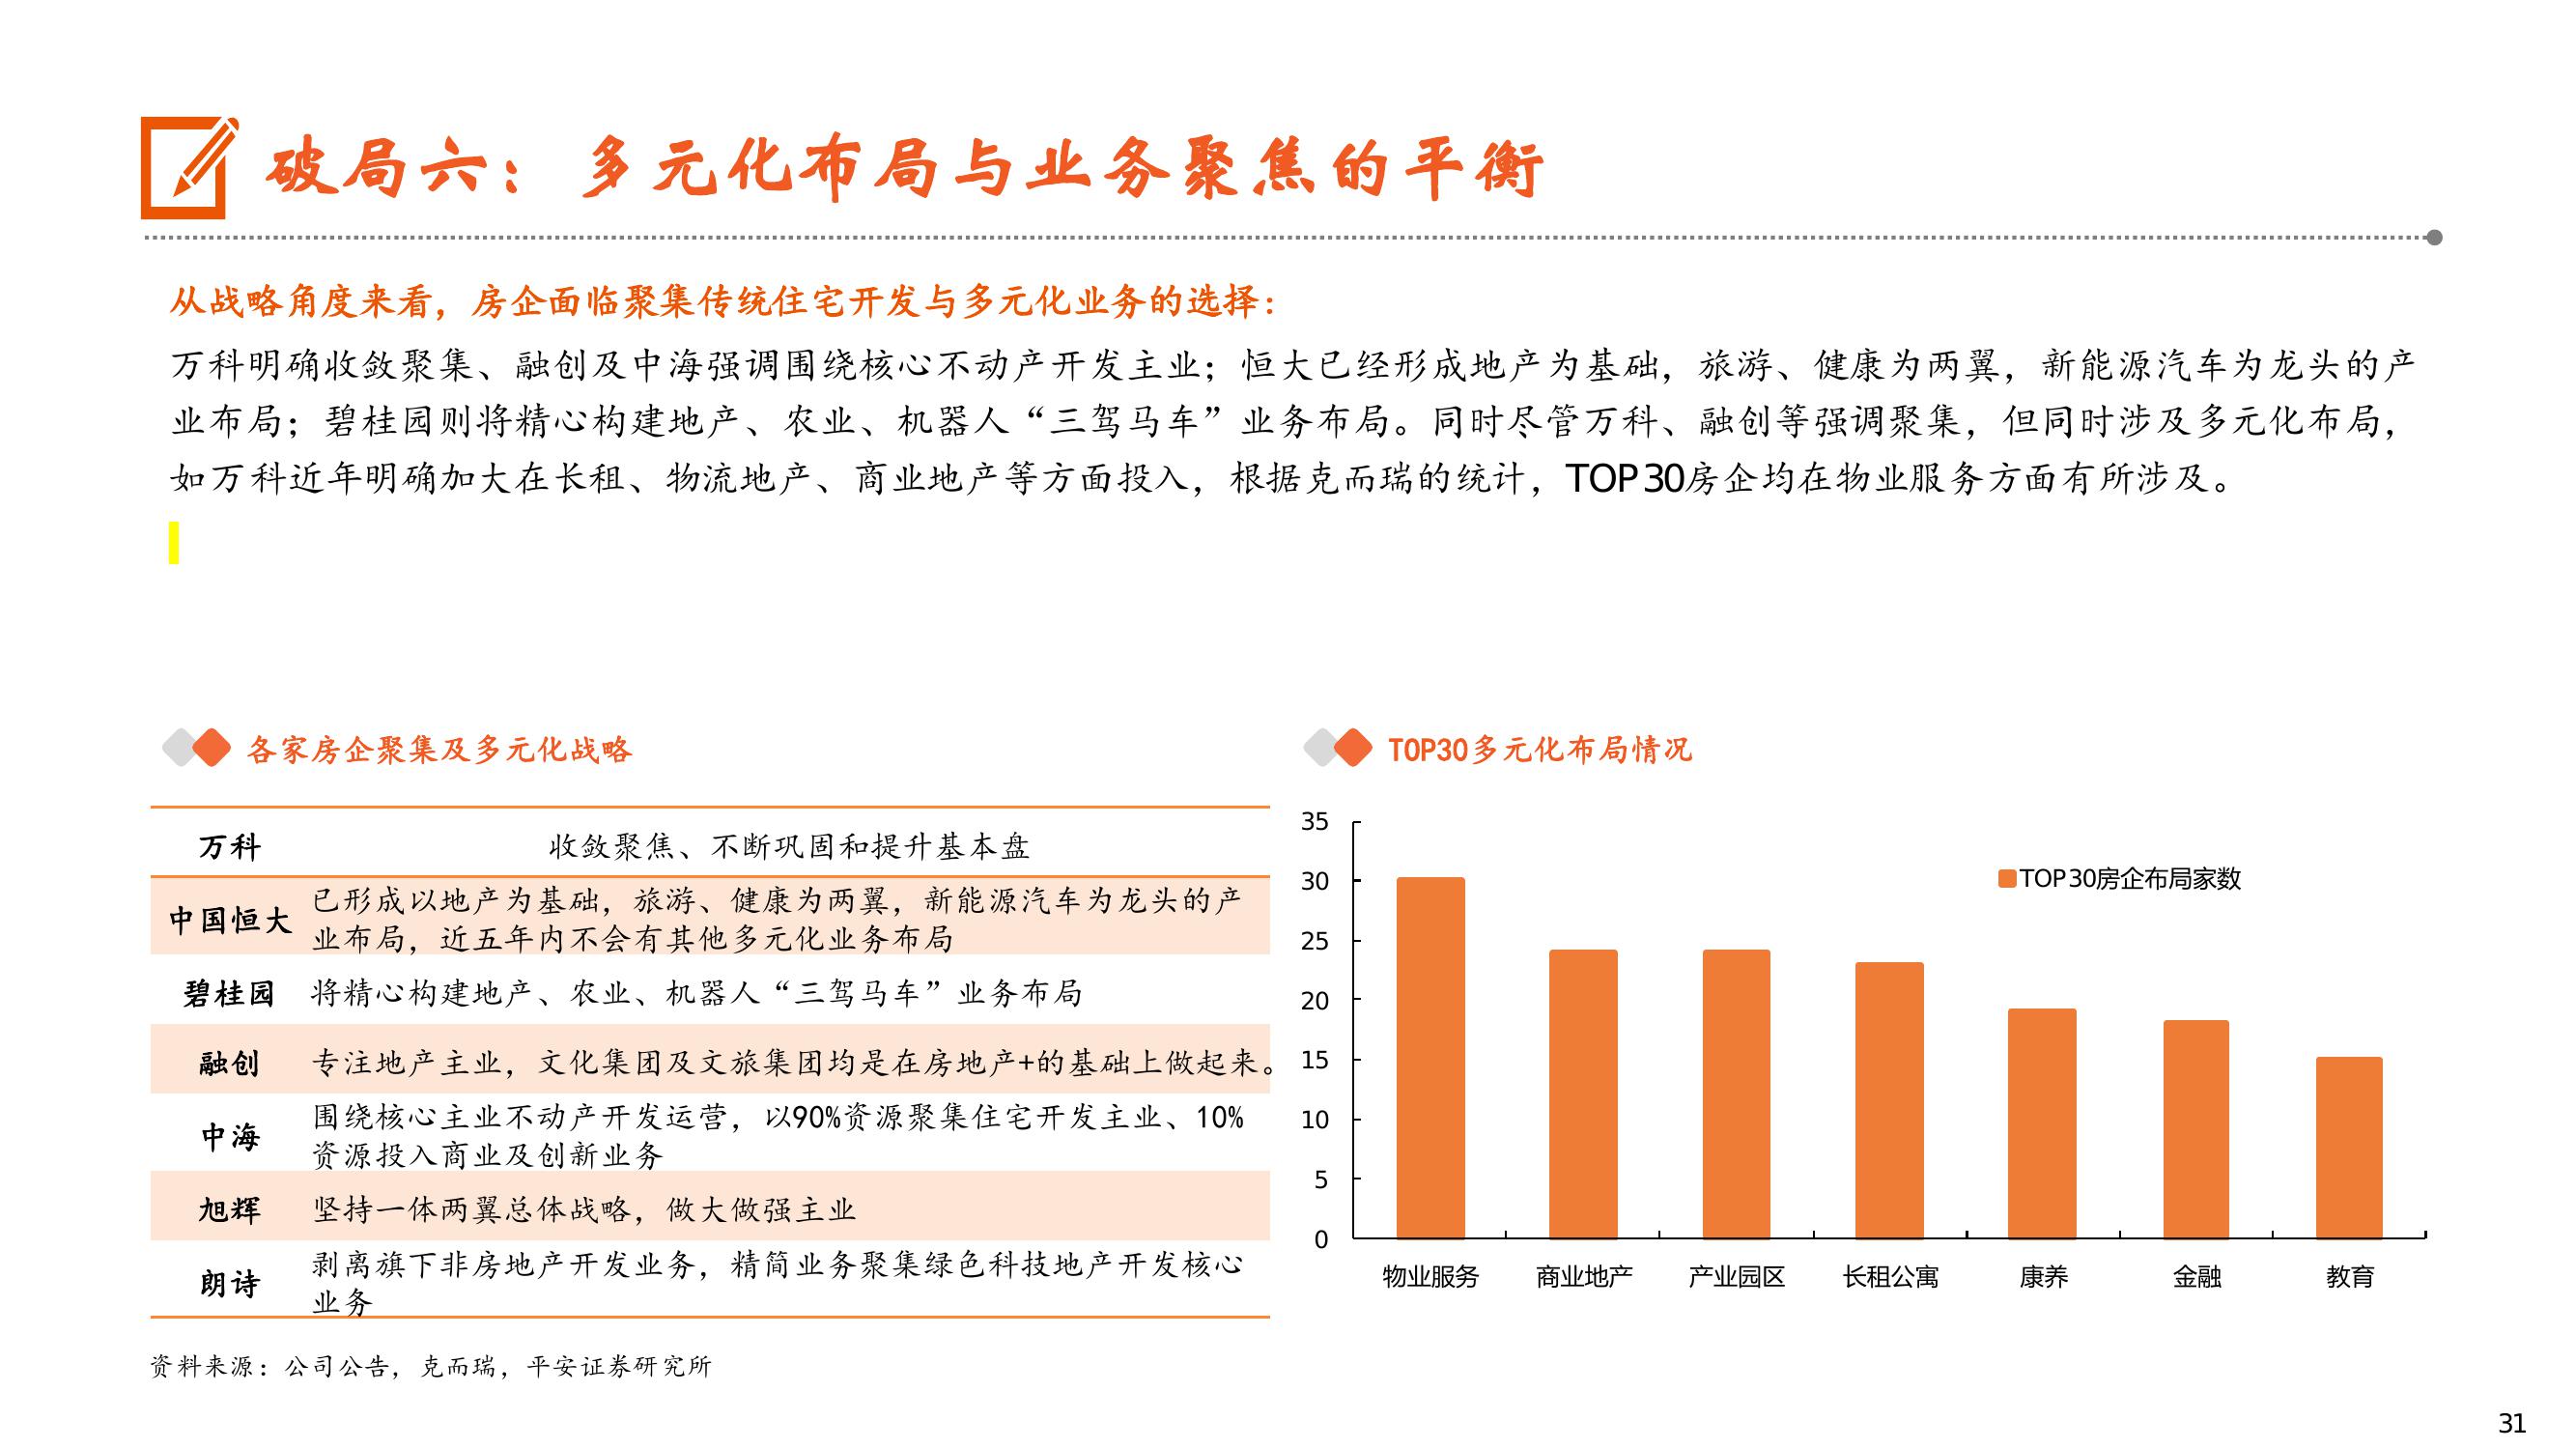 破局六：多元化布局与业务聚焦的平衡
从战略角度来看，房企面临聚集传统住宅开发与多元化业务的选择：
万科明确收敛聚集、融创及中海强调围绕核心不动产开发主业；恒大已经形成地产为基础，旅游、健康为两翼，新能源汽车为龙头的产
业布局；碧桂园则将精心构建地产、农业、机器人“三驾马车”业务布局。同时尽管万科、融创等强调聚集，但同时涉及多元化布局，
如万科近年明确加大在长租、物流地产、商业地产等方面投入，根据克而瑞的统计，TOP30房企均在物业服务方面有所涉及。
各家房企聚集及多元化战略
万科 收敛聚焦、不断巩固和提升基本盘
中国恒大 已形成以地产为基础，旅游、健康为两翼，新能源汽车为龙头的产
业布局，近五年内不会有其他多元化业务布局
碧桂园 将精心构建地产、农业、机器人“三驾马车”业务布局
融创 专注地产主业，文化集团及文旅集团均是在房地产+的基础上做起来。
中海 围绕核心主业不动产开发运营，以90%资源聚集住宅开发主业、10%
资源投入商业及创新业务
旭辉 坚持一体两翼总体战略，做大做强主业
朗诗 剥离旗下非房地产开发业务，精简业务聚集绿色科技地产开发核心
业务
TOP30多元化布局情况
35
30
25
20
15
10
5
0
TOP30房企布局家数
物业服务 商业地产 产业园区 长租公寓 康养 金融 教育
资料来源：公司公告，克而瑞，平安证券研究所
31